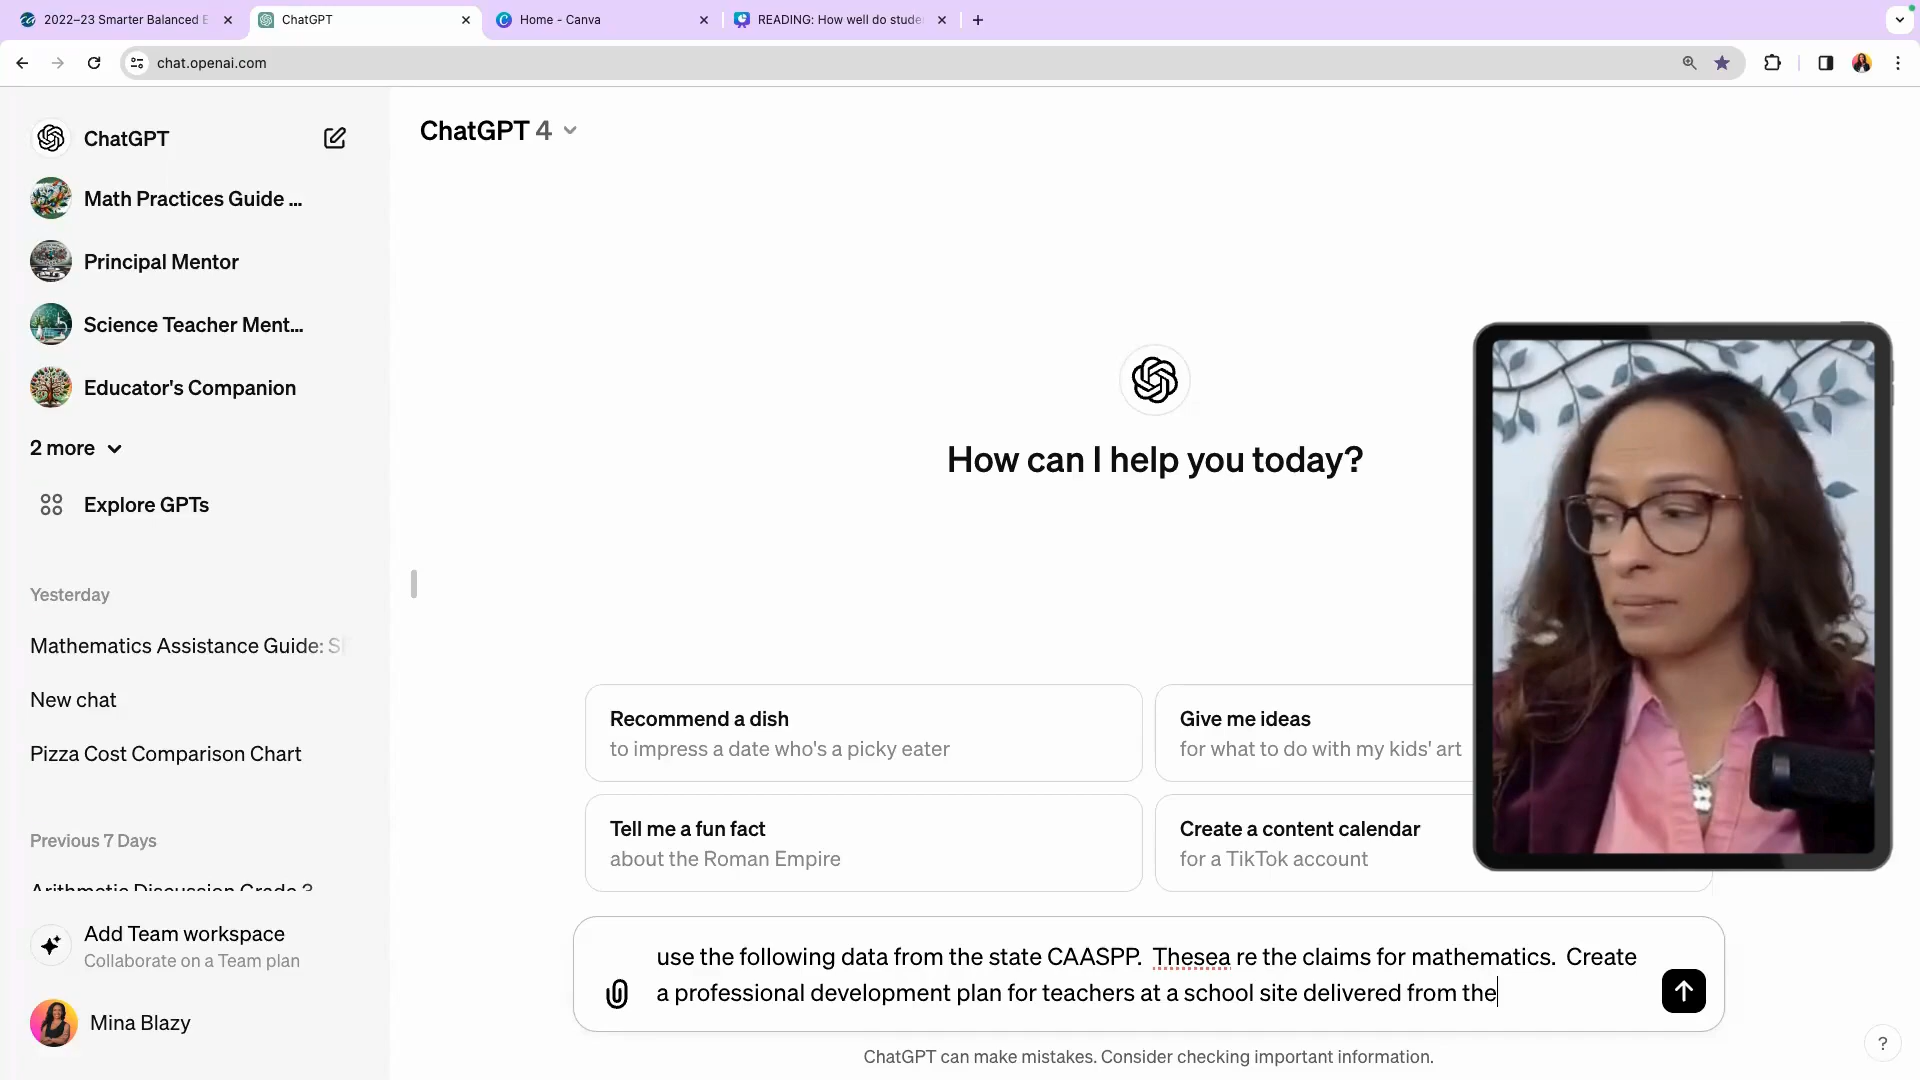 2022–23 Smarter Balanced E
ChatGPT
Home - Canva
READING: How well do stude
chat.openai.com
ChatGPT
Math Practices Guide ...
Principal Mentor
Science Teacher Ment...
Educator's Companion
2 more
Explore GPTs
Yesterday
Mathematics Assistance Guide: S
New chat
Pizza Cost Comparison Chart
Previous 7 Days
Arithmetic Discussion Grade 3
Add Team workspace
Collaborate on a Team plan
Mina Blazy
ChatGPT 4
How can I help you today?
Recommend a dish
to impress a date who's a picky eater
Give me ideas
for what to do with my kids' art
Tell me a fun fact
about the Roman Empire
Create a content calendar
for a TikTok account
use the following data from the state CAASPP.  Thesea re the claims for mathematics.  Create
a professional development plan for teachers at a school site delivered from the
ChatGPT can make mistakes. Consider checking important information.
?